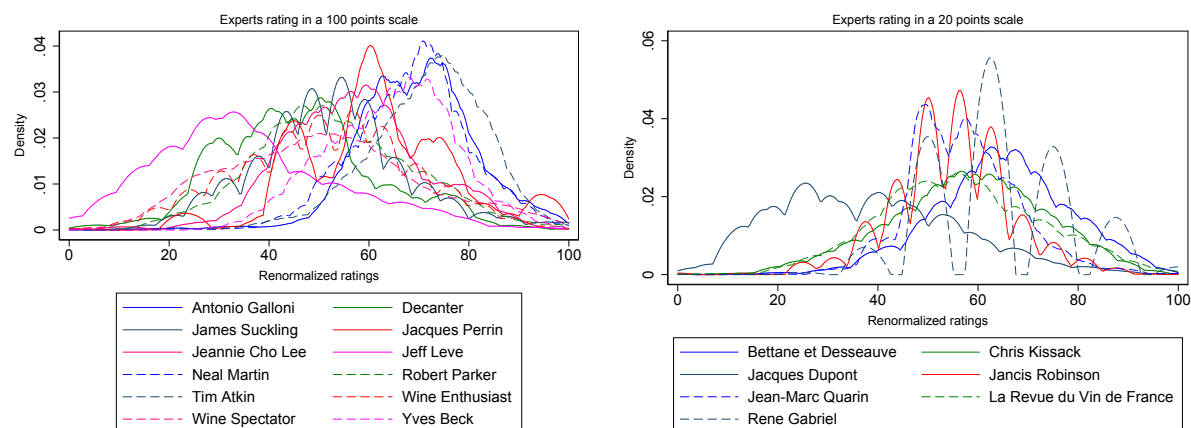 Experts rating in a 100 points scale
.04
.03
.02
.01
0
Density
0 20 40 60 80 100
Renormalized ratings
Antonio Galloni Decanter
James Suckling Jacques Perrin
Jeannie Cho Lee Jeff Leve
Neal Martin Robert Parker
Tim Atkin Wine Enthusiast
Wine Spectator Yves Beck
Experts rating in a 20 points scale
.06
.04
.02
0
Density
0 20 40 60 80 100
Renormalized ratings
Bettane et Desseauve Chris Kissack
Jacques Dupont Jancis Robinson
Jean-Marc Quarin La Revue du Vin de France
Rene Gabriel